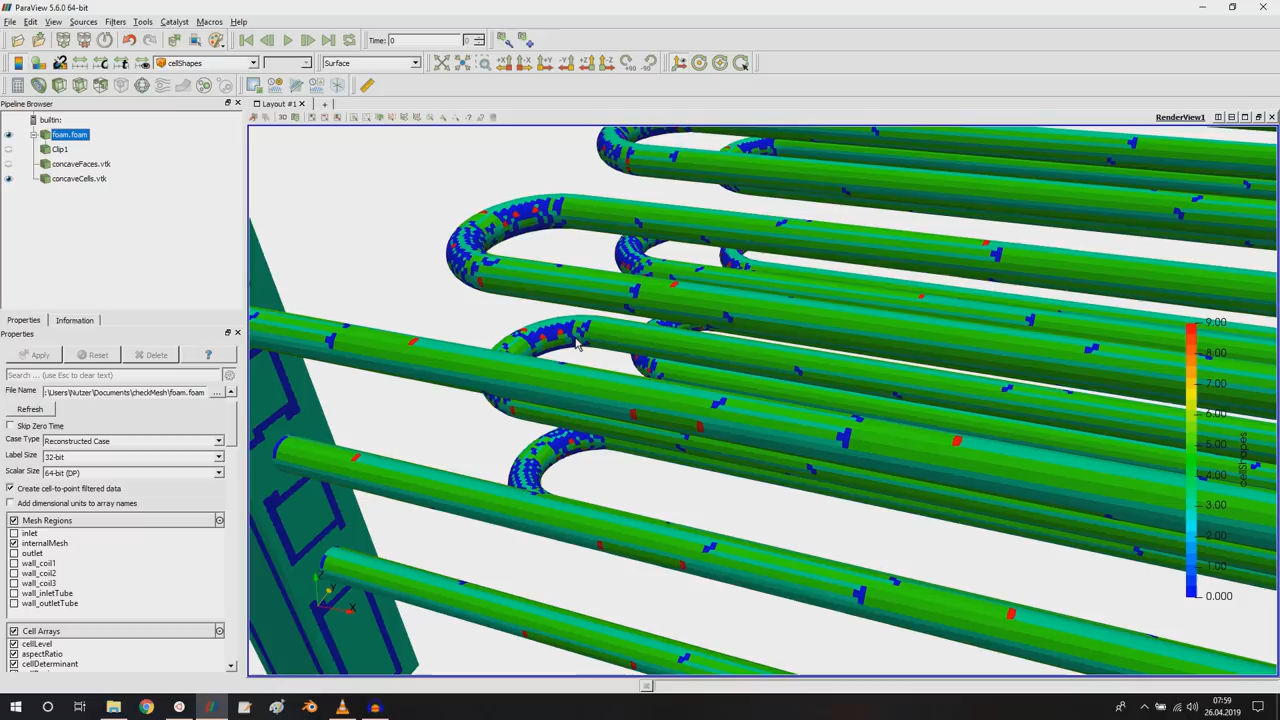 ParaView 5.6.0 64-bit
File Edit View Sources Filters Tools Catalyst Macros Help
Time: 0 0
cellShapes Surface
+X -X +Y -Y +Z -Z +90 -90
Pipeline Browser
Layout #1
builtin:
3D
RenderView1
foam.foam
Clip1
concaveFaces.vtk
concaveCells.vtk
Properties Information
Properties
Apply Reset Delete ?
Search ... (use Esc to clear text)
File Name :\Users\Nutzer\Documents\checkMesh\foam.foam ...
Refresh
Skip Zero Time
Case Type Reconstructed Case
Label Size 32-bit
Scalar Size 64-bit (DP)
Create cell-to-point filtered data
Add dimensional units to array names
Mesh Regions
inlet
internalMesh
outlet
wall_coil1
wall_coil2
wall_coil3
wall_inletTube
wall_outletTube
Cell Arrays
cellLevel
aspectRatio
cellDeterminant
9.00
8.00
7.00
6.00
5.00
4.00
3.00
2.00
1.00
0.000
cellShapes
Z
Y
X
07:59
26.04.2019